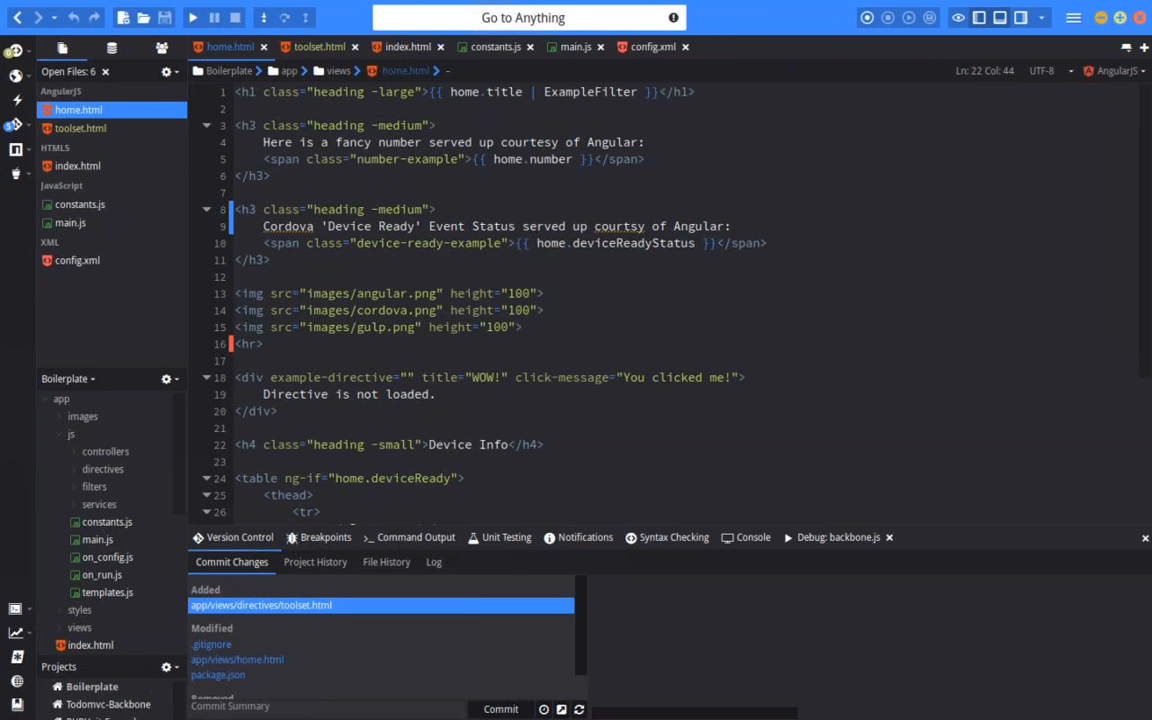 Go to Anything
home.html
toolset.html
index.html
constants.js
main.js
config.xml
Open Files: 6
Boilerplate
app
views
home.html
Ln: 22 Col: 44
UTF-8
AngularJS
AngularJS
home.html
toolset.html
HTML5
index.html
JavaScript
constants.js
main.js
XML
config.xml
1 <h1 class="heading -large">{{ home.title | ExampleFilter }}</h1>
2
3 <h3 class="heading -medium">
4 Here is a fancy number served up courtesy of Angular:
5 <span class="number-example">{{ home.number }}</span>
6 </h3>
7
8 <h3 class="heading -medium">
9 Cordova 'Device Ready' Event Status served up courtsy of Angular:
10 <span class="device-ready-example">{{ home.deviceReadyStatus }}</span>
11 </h3>
12
13 <img src="images/angular.png" height="100">
14 <img src="images/cordova.png" height="100">
15 <img src="images/gulp.png" height="100">
16 <hr>
17
18 <div example-directive="" title="WOW!" click-message="You clicked me!">
19 Directive is not loaded.
20 </div>
21
22 <h4 class="heading -small">Device Info</h4>
23
24 <table ng-if="home.deviceReady">
25 <thead>
26 <tr>
Boilerplate
app
images
js
controllers
directives
filters
services
constants.js
main.js
on_config.js
on_run.js
templates.js
styles
views
index.html
Projects
Boilerplate
Todomvc-Backbone
Version Control
Breakpoints
Command Output
Unit Testing
Notifications
Syntax Checking
Console
Debug: backbone.js
Commit Changes
Project History
File History
Log
Added
app/views/directives/toolset.html
Modified
.gitignore
app/views/home.html
package.json
Commit Summary
Commit